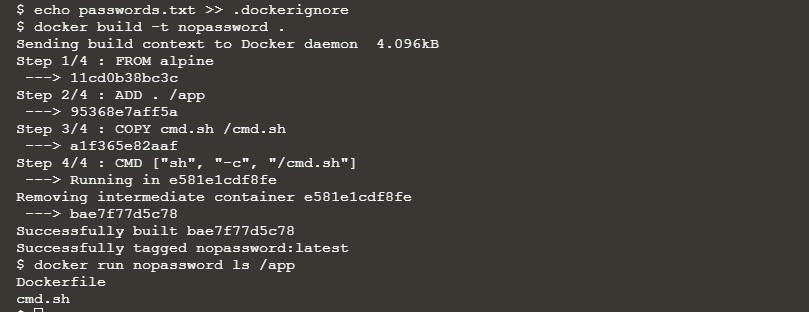 $ echo passwords.txt >> .dockerignore
$ docker build -t nopassword .
Sending build context to Docker daemon  4.096kB
Step 1/4 : FROM alpine
 ---> 11cd0b38bc3c
Step 2/4 : ADD . /app
 ---> 95368e7aff5a
Step 3/4 : COPY cmd.sh /cmd.sh
 ---> a1f365e82aaf
Step 4/4 : CMD ["sh", "-c", "/cmd.sh"]
 ---> Running in e581e1cdf8fe
Removing intermediate container e581e1cdf8fe
 ---> bae7f77d5c78
Successfully built bae7f77d5c78
Successfully tagged nopassword:latest
$ docker run nopassword ls /app
Dockerfile
cmd.sh
$